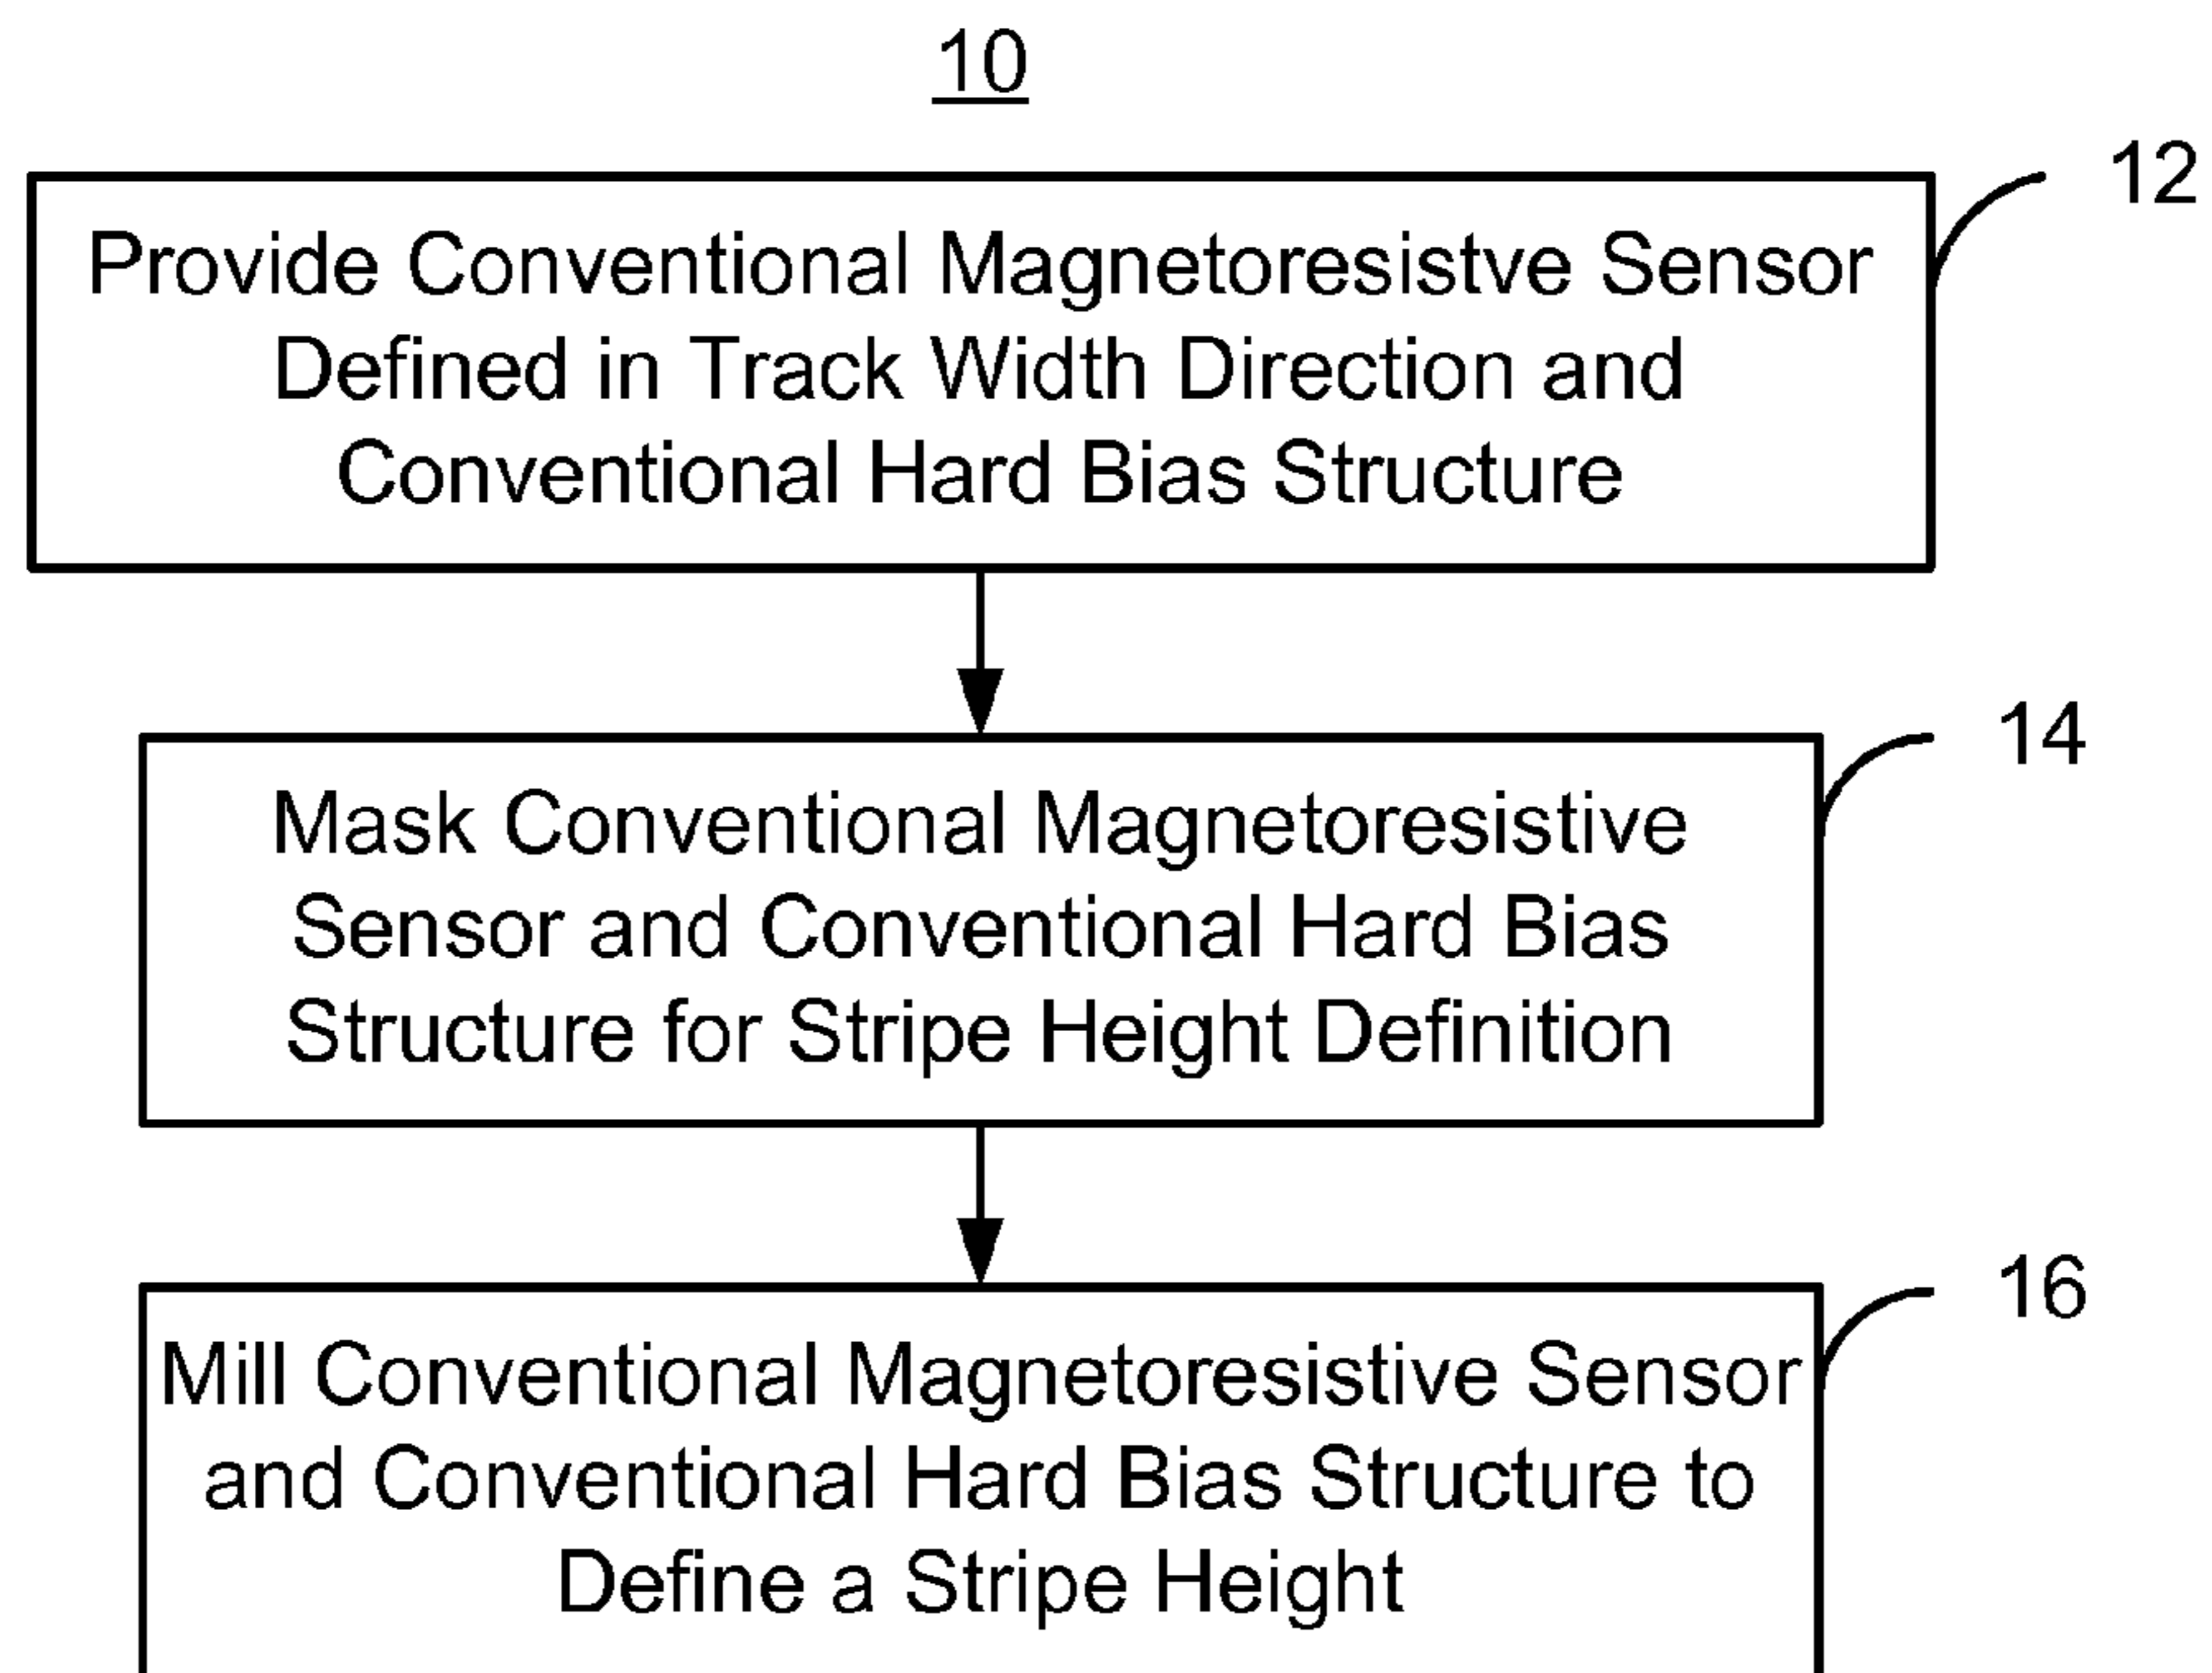 10
12
Provide Conventional Magnetoresistve Sensor
Defined in Track Width Direction and
Conventional Hard Bias Structure
14
Mask Conventional Magnetoresistive
Sensor and Conventional Hard Bias
Structure for Stripe Height Definition
16
Mill Conventional Magnetoresistive Sensor
and Conventional Hard Bias Structure to
Define a Stripe Height